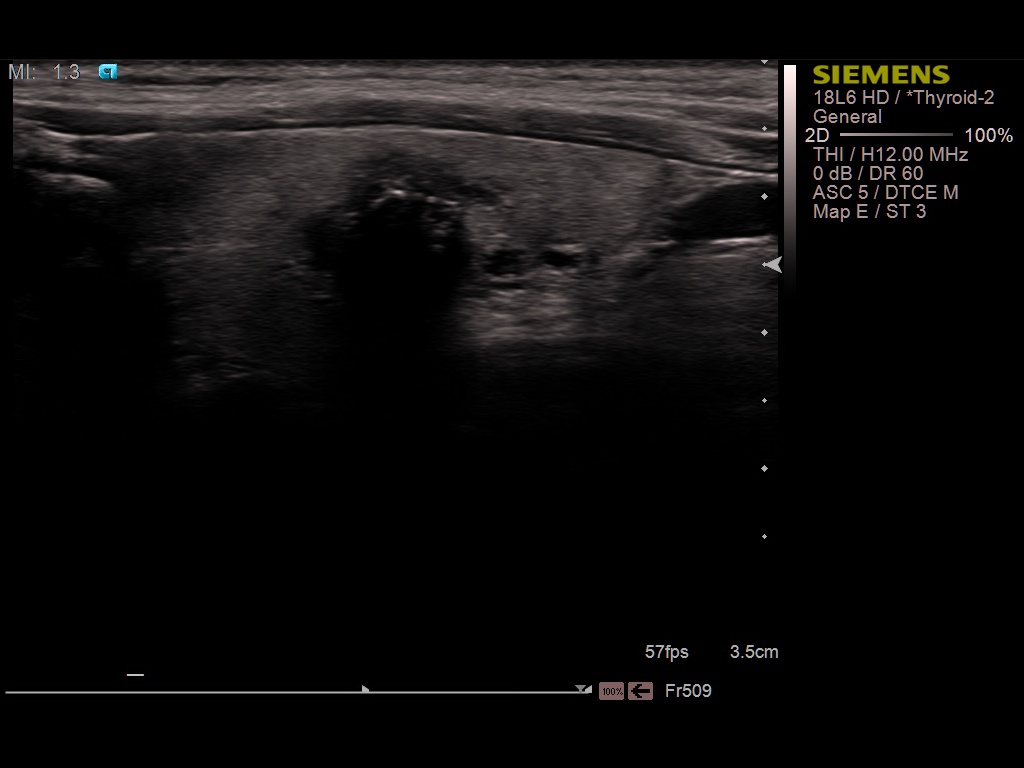 MI: 1.3
SIEMENS
18L6 HD / *Thyroid-2
General
2D 100%
THI / H12.00 MHz
0 dB / DR 60
ASC 5 / DTCE M
Map E / ST 3
57fps 3.5cm
100% Fr509